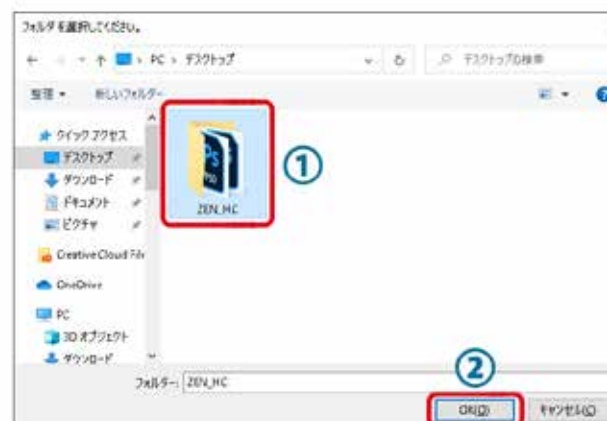 フォルダを選択してください。
PC › デスクトップ
デスクトップの検索
整理 新しいフォルダー
クイック アクセス
デスクトップ
ダウンロード
ドキュメント
ピクチャ
Creative Cloud File
OneDrive
PC
3D オブジェクト
ダウンロード
ZEN_HC
①
フォルダー: ZEN_HC
②
OK(O) キャンセル(C)